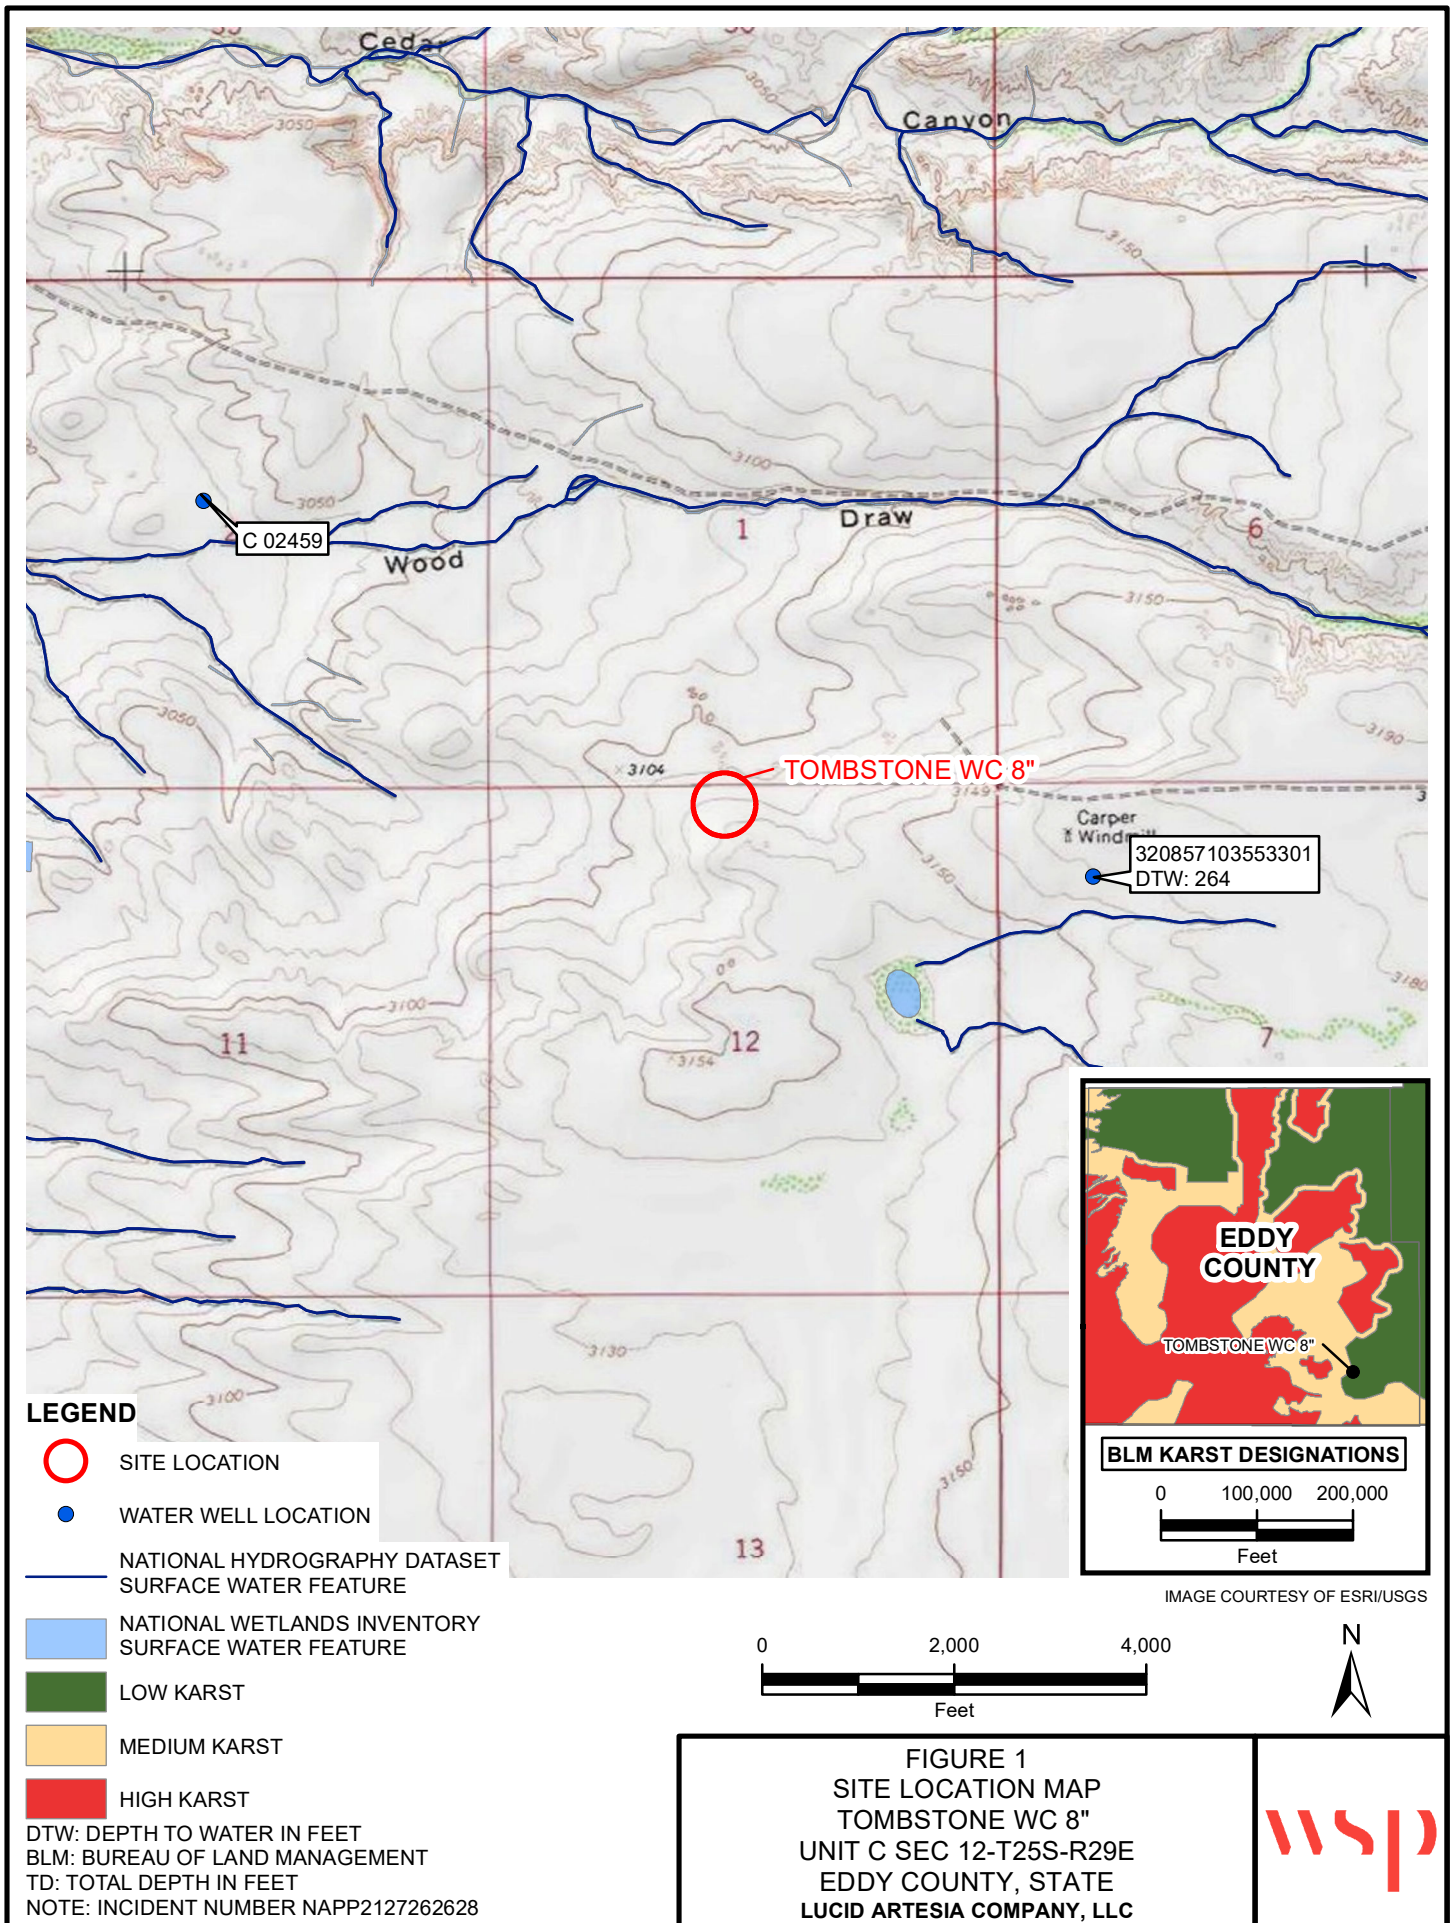 Cedar
3050
3050
Canyon
3150
3100
3050
C 02459
1
Draw
6
Wood
3150
3050
3190
3104
TOMBSTONE WC 8"
3149
3
Carper
Windmill
3150
320857103553301
DTW: 264
3180
3100
11
12
7
3154
3130
3100
3150
13
EDDY
COUNTY
TOMBSTONE WC 8"
BLM KARST DESIGNATIONS
0 100,000 200,000
Feet
IMAGE COURTESY OF ESRI/USGS
LEGEND
SITE LOCATION
WATER WELL LOCATION
NATIONAL HYDROGRAPHY DATASET
SURFACE WATER FEATURE
NATIONAL WETLANDS INVENTORY
SURFACE WATER FEATURE
LOW KARST
MEDIUM KARST
HIGH KARST
DTW: DEPTH TO WATER IN FEET
BLM: BUREAU OF LAND MANAGEMENT
TD: TOTAL DEPTH IN FEET
NOTE: INCIDENT NUMBER NAPP2127262628
0 2,000 4,000
Feet
N
FIGURE 1
SITE LOCATION MAP
TOMBSTONE WC 8"
UNIT C SEC 12-T25S-R29E
EDDY COUNTY, STATE
LUCID ARTESIA COMPANY, LLC
wsp